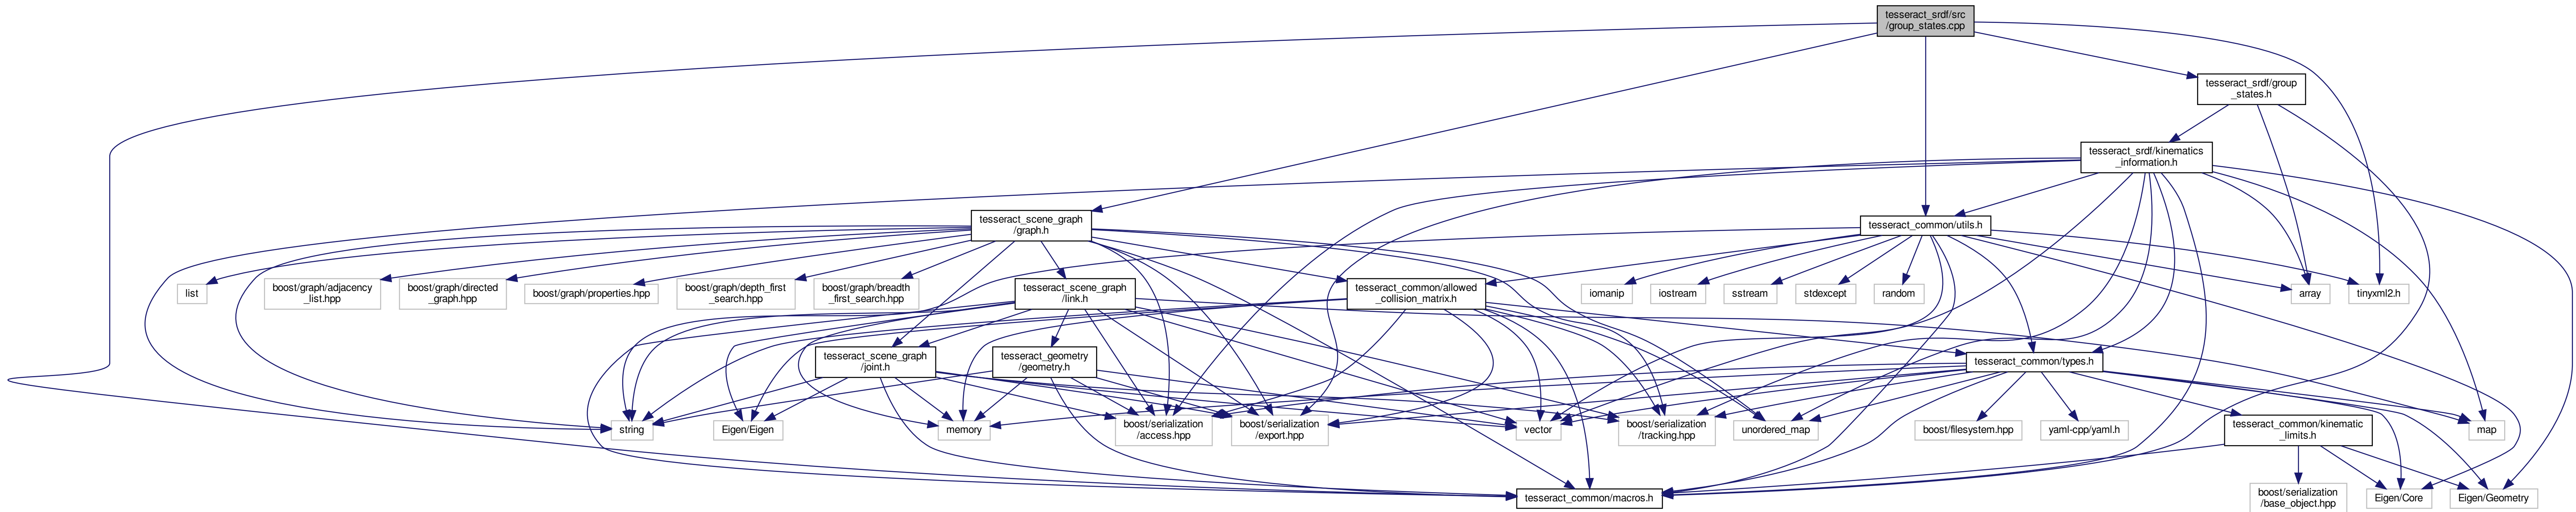 tesseract_srdf/src
/group_states.cpp
tesseract_srdf/group
_states.h
tesseract_srdf/kinematics
_information.h
tesseract_scene_graph
/graph.h
tesseract_common/utils.h
list
boost/graph/adjacency
_list.hpp
boost/graph/directed
_graph.hpp
boost/graph/properties.hpp
boost/graph/depth_first
_search.hpp
boost/graph/breadth
_first_search.hpp
tesseract_scene_graph
/link.h
tesseract_common/allowed
_collision_matrix.h
iomanip
iostream
sstream
stdexcept
random
array
tinyxml2.h
tesseract_scene_graph
/joint.h
tesseract_geometry
/geometry.h
tesseract_common/types.h
string
Eigen/Eigen
memory
boost/serialization
/access.hpp
boost/serialization
/export.hpp
vector
boost/serialization
/tracking.hpp
unordered_map
boost/filesystem.hpp
yaml-cpp/yaml.h
tesseract_common/kinematic
_limits.h
map
tesseract_common/macros.h
boost/serialization
/base_object.hpp
Eigen/Core
Eigen/Geometry